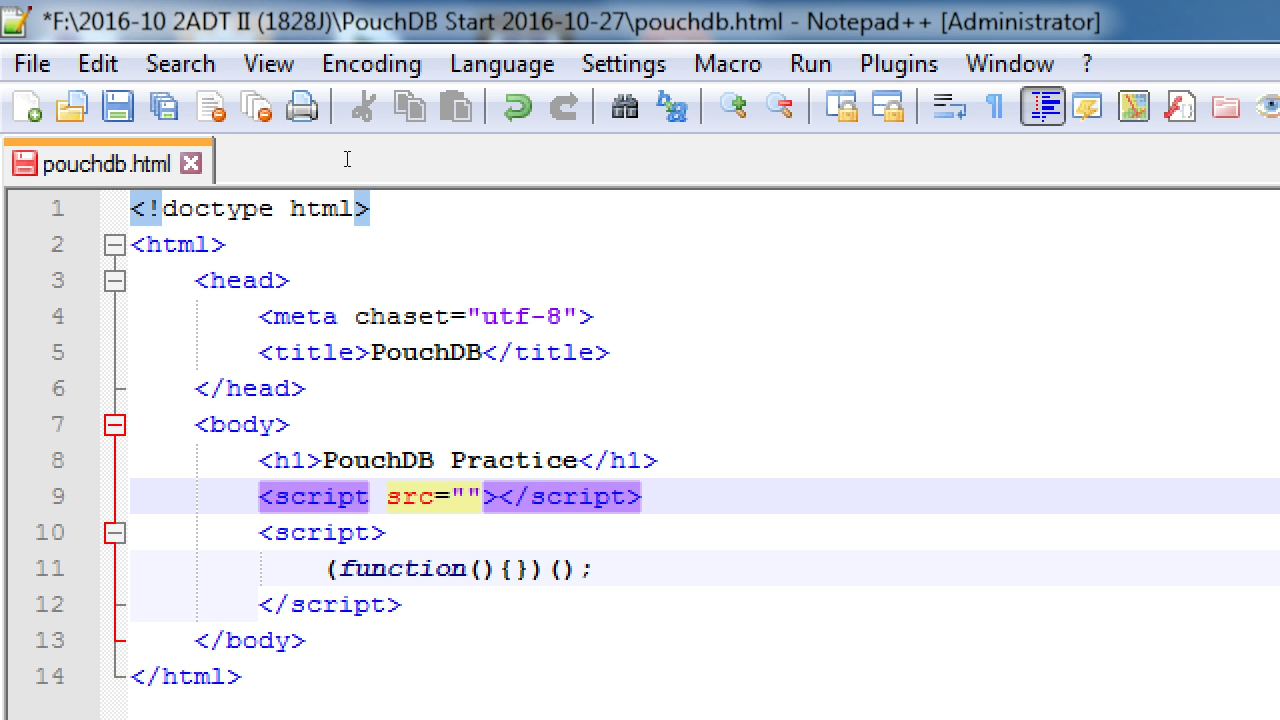 *F:\2016-10 2ADT II (1828J)\PouchDB Start 2016-10-27\pouchdb.html - Notepad++ [Administrator]
File Edit Search View Encoding Language Settings Macro Run Plugins Window ?
pouchdb.html
1 <!doctype html>
2 <html>
3 <head>
4 <meta chaset="utf-8">
5 <title>PouchDB</title>
6 </head>
7 <body>
8 <h1>PouchDB Practice</h1>
9 <script src=""></script>
10 <script>
11 (function(){})();
12 </script>
13 </body>
14 </html>